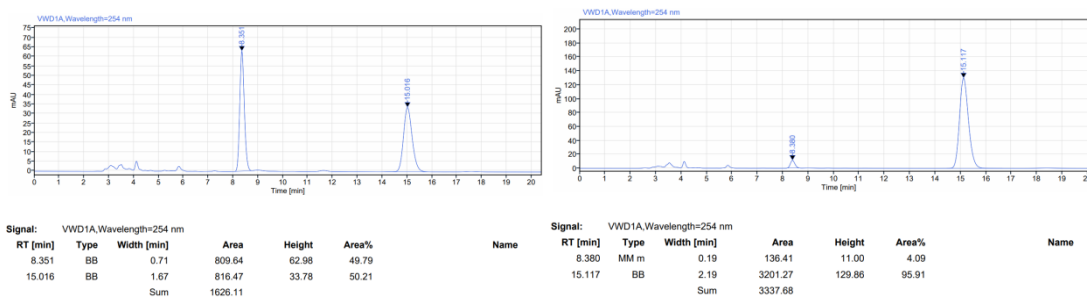 VWD1A,Wavelength=254 nm
75
70
65
60
55
50
45
40
35
30
25
20
15
10
5
0
mAU
8.351
15.016
0 1 2 3 4 5 6 7 8 9 10 11 12 13 14 15 16 17 18 19 20
Time [min]
Signal: VWD1A,Wavelength=254 nm
RT [min] Type Width [min] Area Height Area% Name
8.351 BB 0.71 809.64 62.98 49.79
15.016 BB 1.67 816.47 33.78 50.21
Sum 1626.11
VWD1A,Wavelength=254 nm
200
180
160
140
120
100
80
60
40
20
0
mAU
8.380
15.117
0 1 2 3 4 5 6 7 8 9 10 11 12 13 14 15 16 17 18 19
Time [min]
Signal: VWD1A,Wavelength=254 nm
RT [min] Type Width [min] Area Height Area% Name
8.380 MM m 0.19 136.41 11.00 4.09
15.117 BB 2.19 3201.27 129.86 95.91
Sum 3337.68